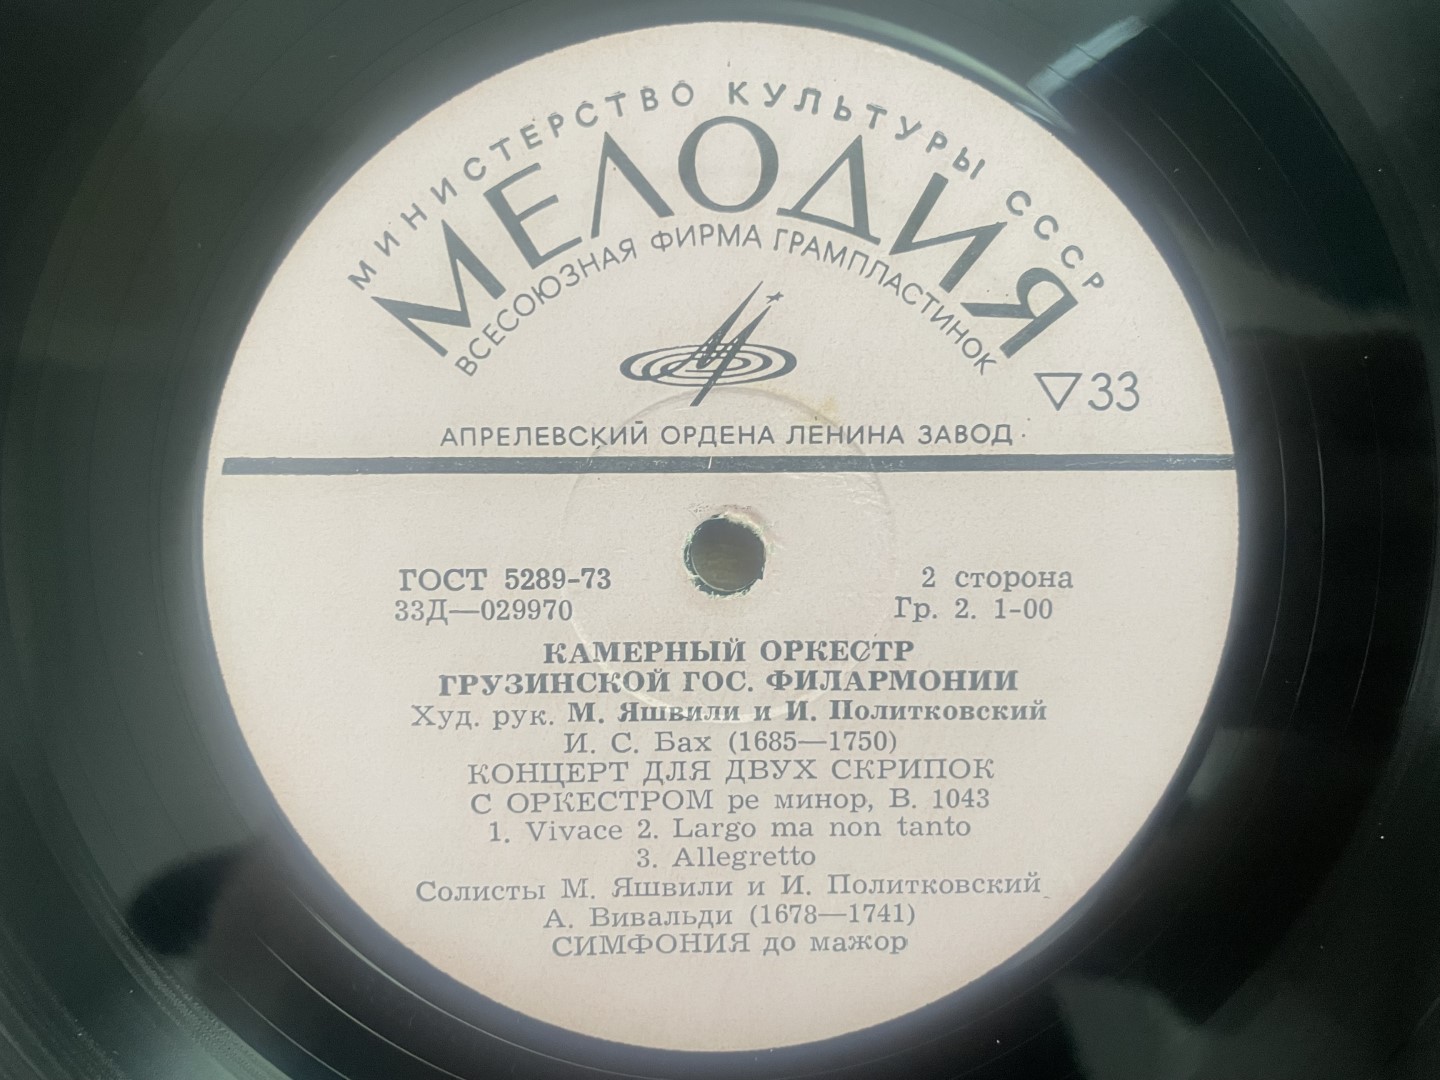 МИНИСТЕРСТВО КУЛЬТУРЫ СССР
МЕЛОДИЯ
ВСЕСОЮЗНАЯ ФИРМА ГРАМПЛАСТИНОК
М
▽33
АПРЕЛЕВСКИЙ ОРДЕНА ЛЕНИНА ЗАВОД
ГОСТ 5289-73
2 сторона
33Д—029970
Гр. 2. 1-00
КАМЕРНЫЙ ОРКЕСТР
ГРУЗИНСКОЙ ГОС. ФИЛАРМОНИИ
Худ. рук. М. Яшвили и И. Политковский
И. С. Бах (1685—1750)
КОНЦЕРТ ДЛЯ ДВУХ СКРИПОК
С ОРКЕСТРОМ ре минор, В. 1043
1. Vivace 2. Largo ma non tanto
3. Allegretto
Солисты М. Яшвили и И. Политковский
А. Вивальди (1678—1741)
СИМФОНИЯ до мажор